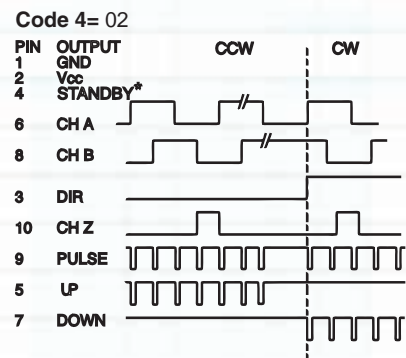 Code 4= 02
PIN OUTPUT CCW CW
1 GND
2 Vcc
4 STANDBY*
6 CH A
8 CH B
3 DIR
10 CH Z
9 PULSE
5 UP
7 DOWN